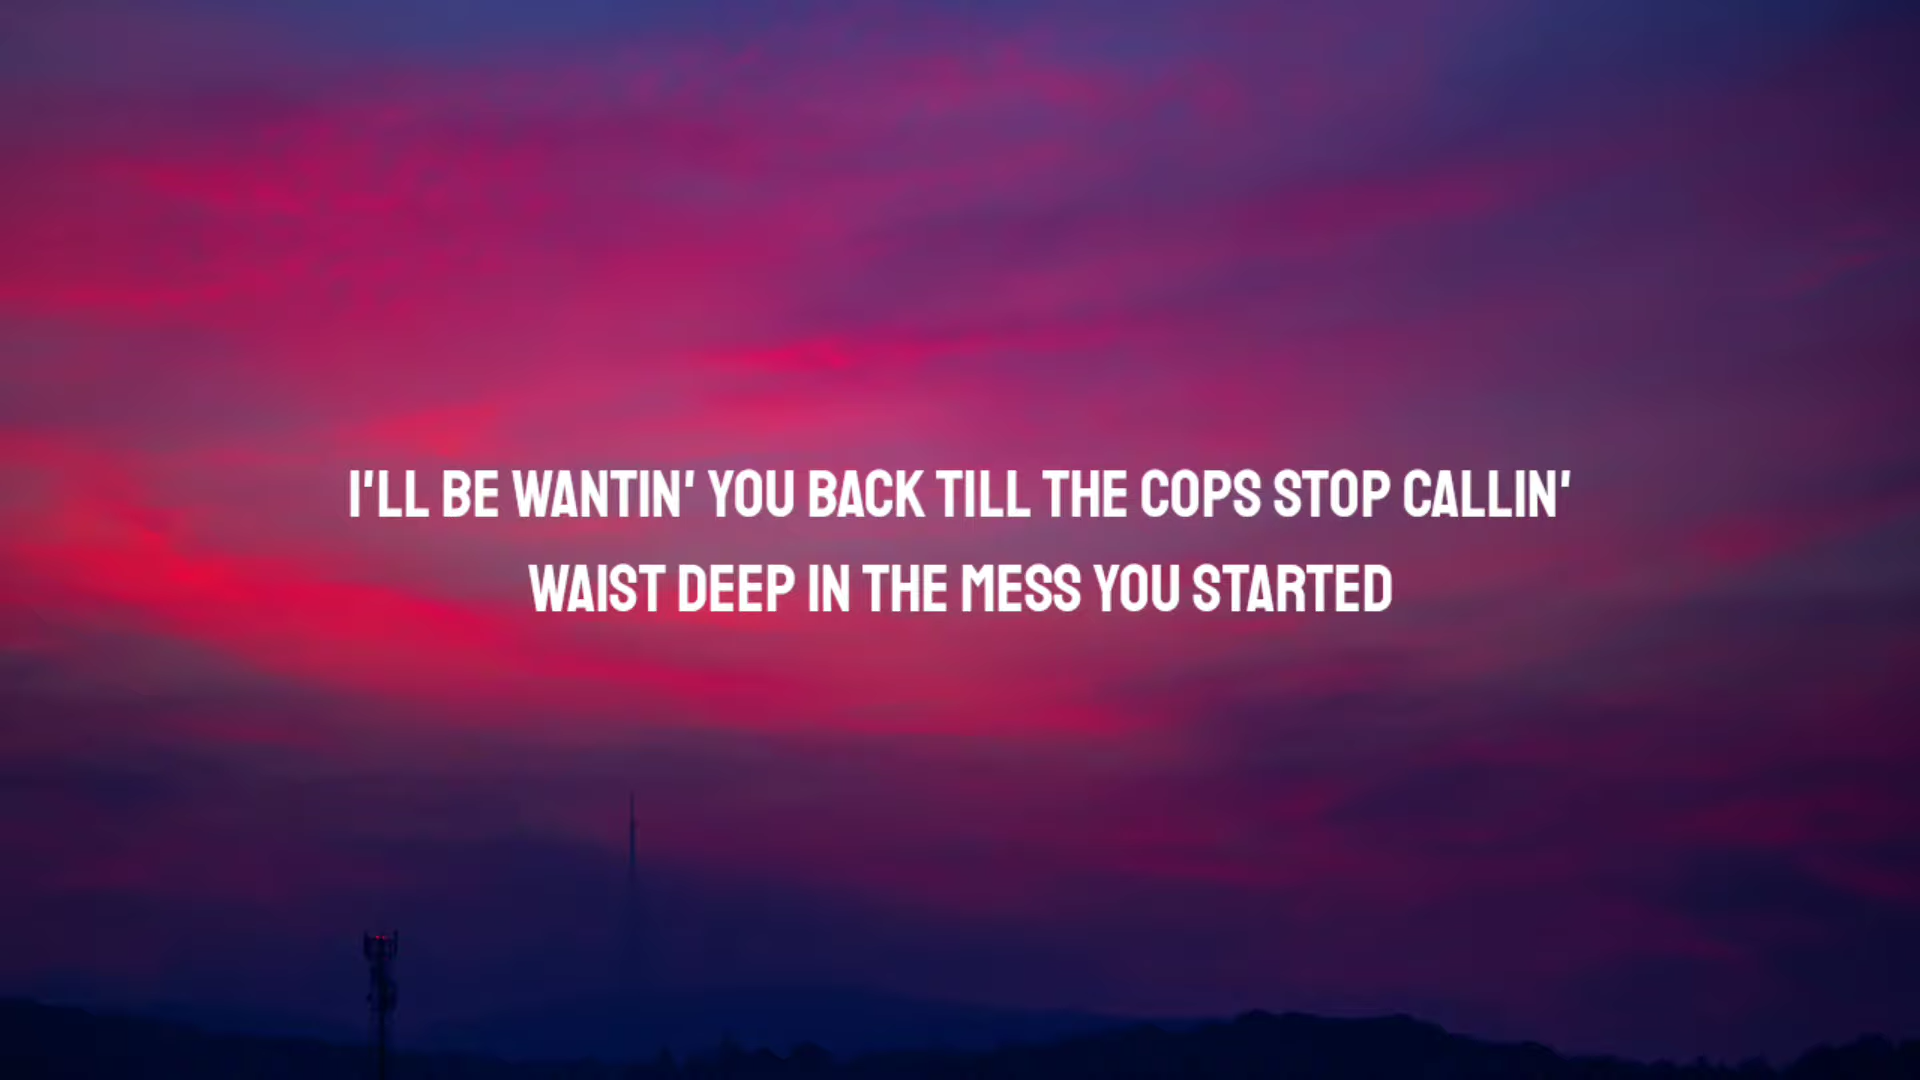 I'LL BE WANTIN' YOU BACK TILL THE COPS STOP CALLIN'
WAIST DEEP IN THE MESS YOU STARTED